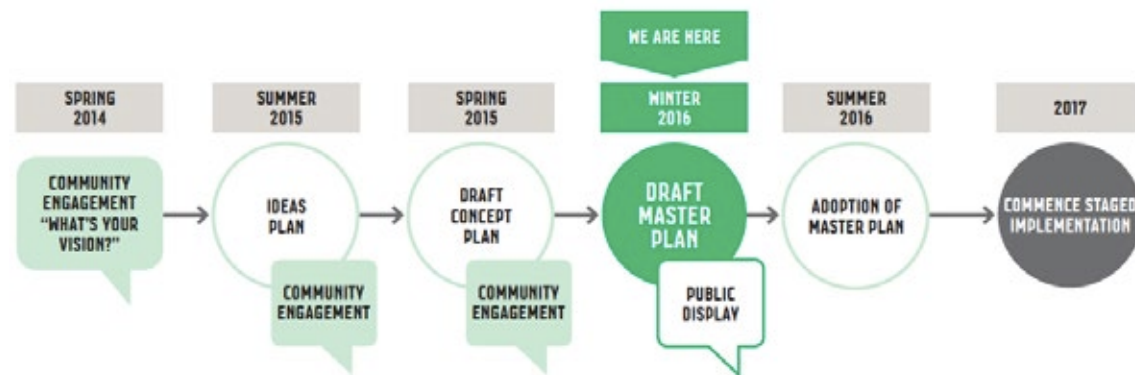 WE ARE HERE
SPRING
2014
SUMMER
2015
SPRING
2015
WINTER
2016
SUMMER
2016
2017
COMMUNITY
ENGAGEMENT
“WHAT’S YOUR
VISION?”
IDEAS
PLAN
DRAFT
CONCEPT
PLAN
DRAFT
MASTER
PLAN
ADOPTION OF
MASTER PLAN
COMMENCE STAGED
IMPLEMENTATION
COMMUNITY
ENGAGEMENT
COMMUNITY
ENGAGEMENT
PUBLIC
DISPLAY